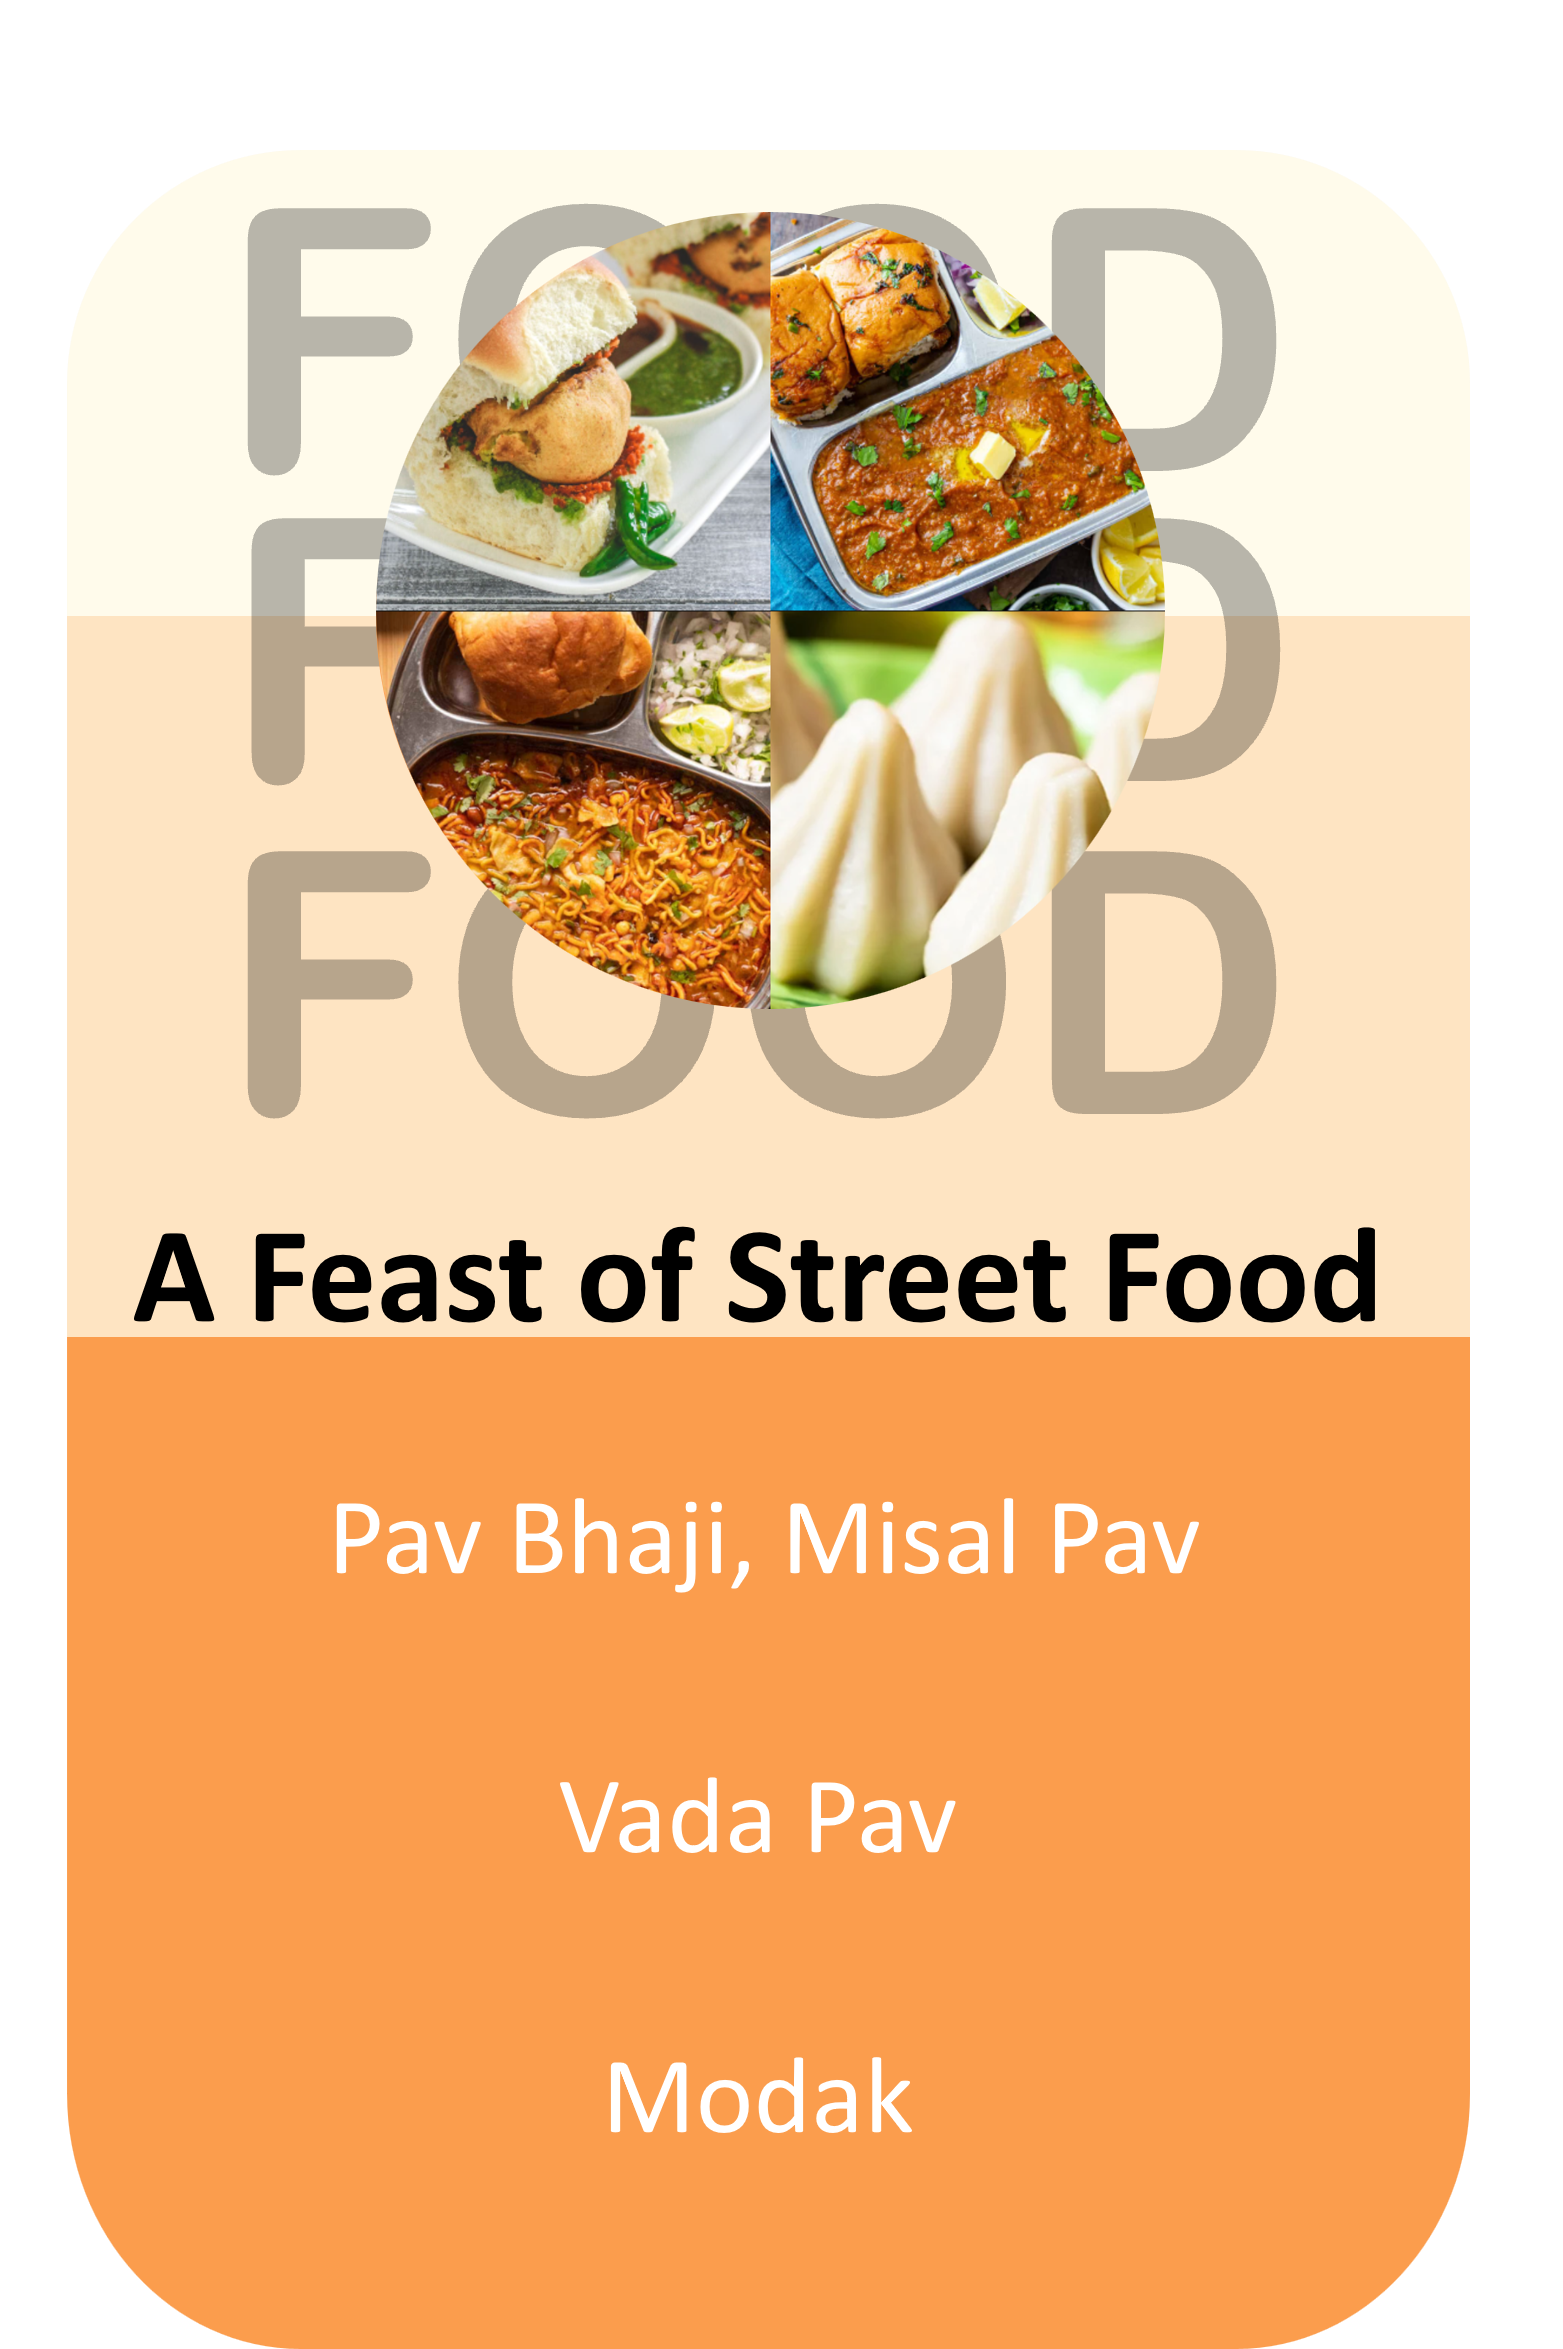 FOOD
FOOD
FOOD
A Feast of Street Food
Pav Bhaji, Misal Pav
Vada Pav
Modak